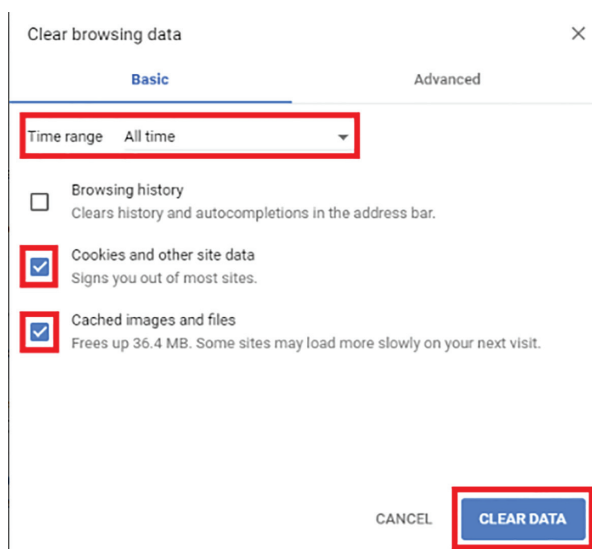 Clear browsing data
Basic
Advanced
Time range All time
Browsing history
Clears history and autocompletions in the address bar.
Cookies and other site data
Signs you out of most sites.
Cached images and files
Frees up 36.4 MB. Some sites may load more slowly on your next visit.
CANCEL
CLEAR DATA